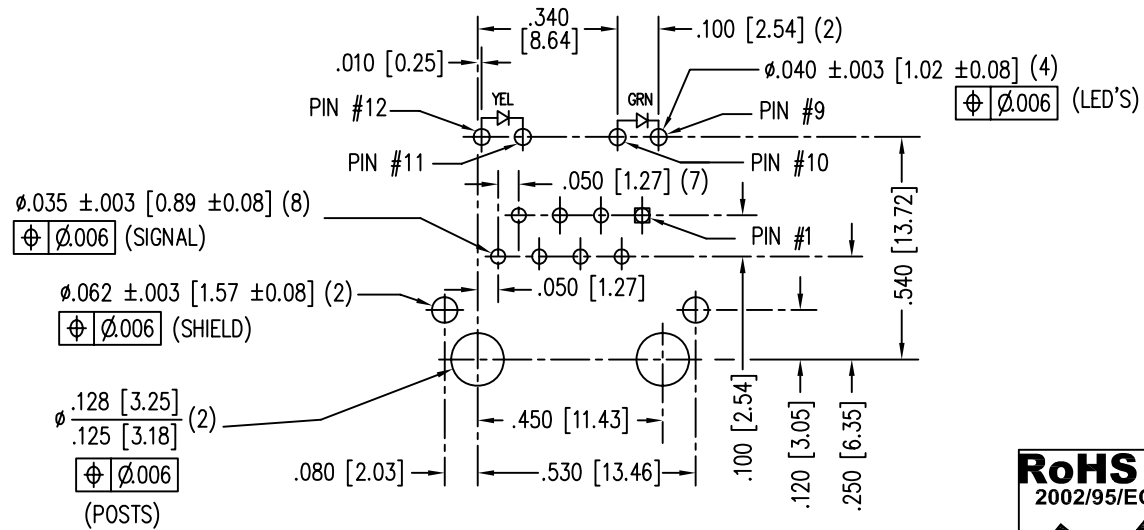 .340
[8.64]
.100 [2.54] (2)
.010 [0.25]
ø.040 ±.003 [1.02 ±0.08] (4)
⌖ Ø.006 (LED'S)
YEL
GRN
PIN #12
PIN #9
PIN #11
PIN #10
.050 [1.27] (7)
ø.035 ±.003 [0.89 ±0.08] (8)
⌖ Ø.006 (SIGNAL)
PIN #1
.540 [13.72]
.050 [1.27]
ø.062 ±.003 [1.57 ±0.08] (2)
⌖ Ø.006 (SHIELD)
ø .128 [3.25]
.125 [3.18] (2)
⌖ Ø.006
(POSTS)
.450 [11.43]
.080 [2.03]
.530 [13.46]
.100 [2.54]
.120 [3.05]
.250 [6.35]
RoHS
2002/95/EC